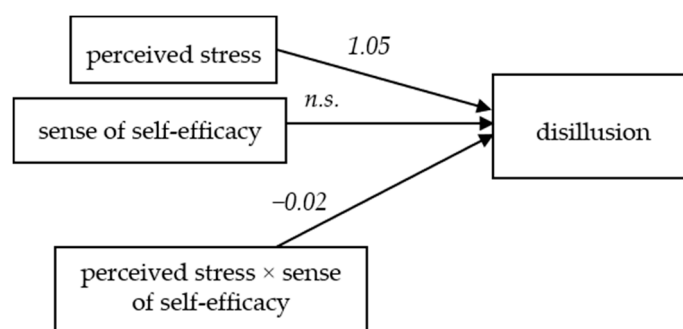 perceived stress
1.05
n.s.
sense of self-efficacy
disillusion
−0.02
perceived stress × sense
of self-efficacy